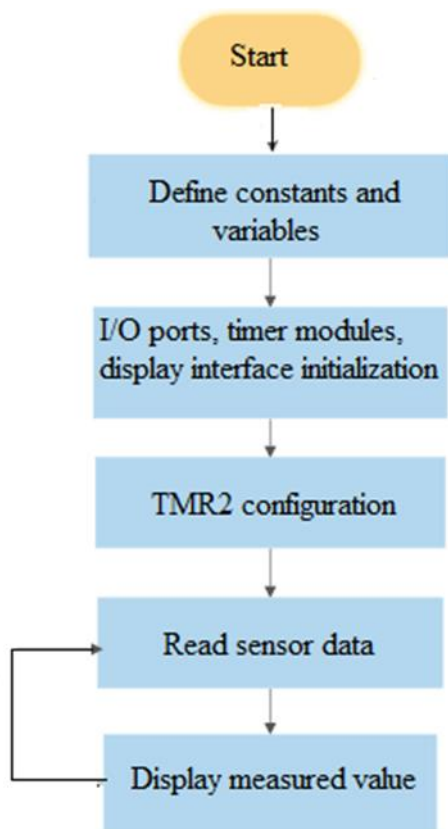 Start
Define constants and
variables
I/O ports, timer modules,
display interface initialization
TMR2 configuration
Read sensor data
Display measured value